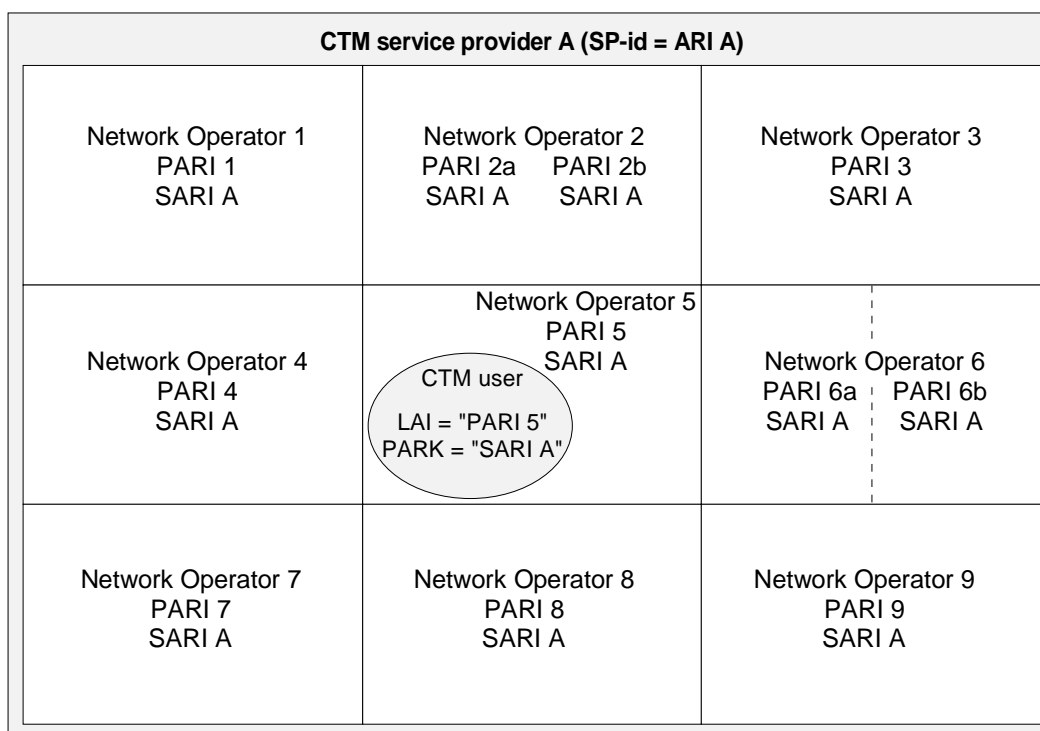 CTM service provider A (SP-id = ARI A)
Network Operator 1
PARI 1
SARI A
Network Operator 2
PARI 2a PARI 2b
SARI A SARI A
Network Operator 3
PARI 3
SARI A
Network Operator 4
PARI 4
SARI A
Network Operator 5
PARI 5
SARI A
CTM user
LAI = "PARI 5"
PARK = "SARI A"
Network Operator 6
PARI 6a PARI 6b
SARI A SARI A
Network Operator 7
PARI 7
SARI A
Network Operator 8
PARI 8
SARI A
Network Operator 9
PARI 9
SARI A